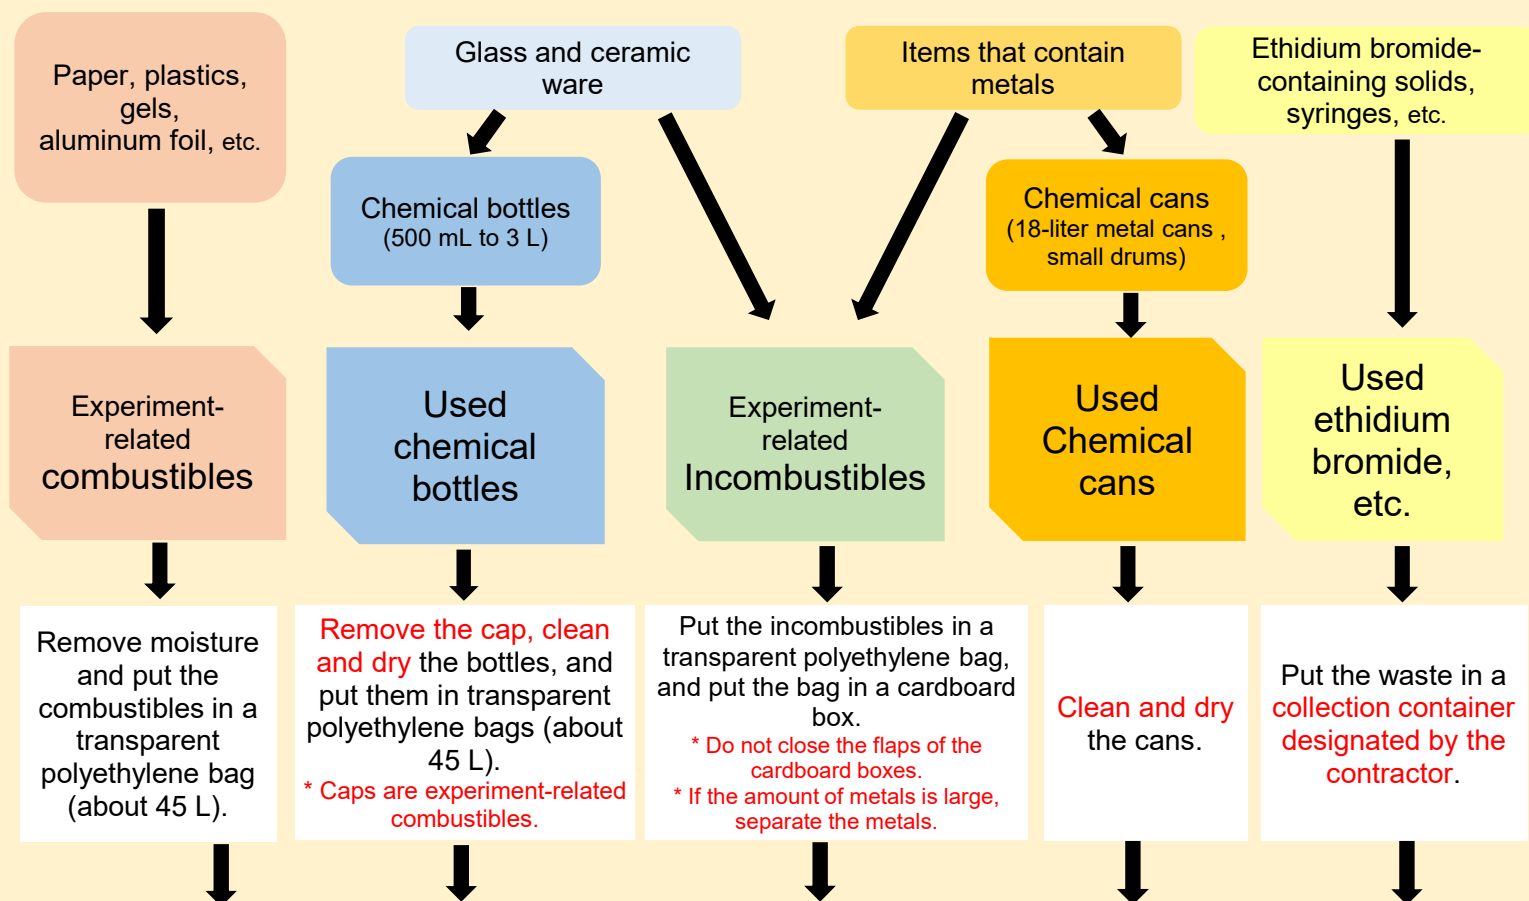 Paper, plastics,
gels,
aluminum foil, etc.
Glass and ceramic
ware
Items that contain
metals
Ethidium bromide-
containing solids,
syringes, etc.
Chemical bottles
(500 mL to 3 L)
Chemical cans
(18-liter metal cans ,
small drums)
Experiment-
related
combustibles
Used
chemical
bottles
Experiment-
related
Incombustibles
Used
Chemical
cans
Used
ethidium
bromide,
etc.
Remove moisture
and put the
combustibles in a
transparent
polyethylene bag
(about 45 L).
Remove the cap, clean
and dry the bottles, and
put them in transparent
polyethylene bags (about
45 L).
* Caps are experiment-related
combustibles.
Put the incombustibles in a
transparent polyethylene bag,
and put the bag in a cardboard
box.
* Do not close the flaps of the
cardboard boxes.
* If the amount of metals is large,
separate the metals.
Clean and dry
the cans.
Put the waste in a
collection container
designated by the
contractor.